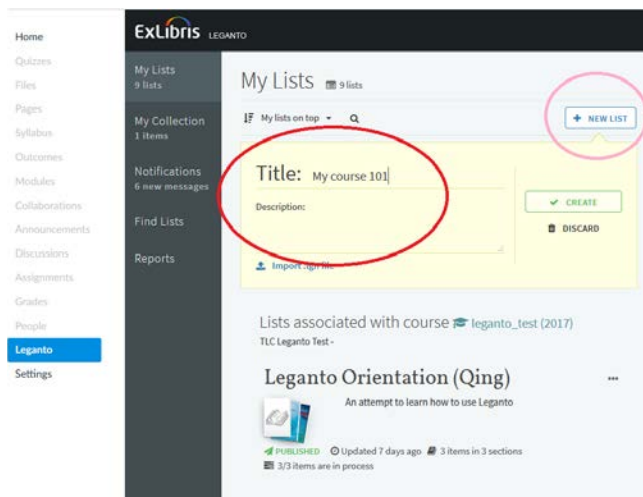 Home
Quizzes
Files
Pages
Syllabus
Outcomes
Modules
Collaborations
Announcements
Discussions
Assignments
Grades
People
Leganto
Settings
ExLibris LEGANTO
My Lists
9 lists
My Collection
1 items
Notifications
6 new messages
Find Lists
Reports
My Lists 9 lists
My lists on top
+ NEW LIST
Title: My course 101
Description:
CREATE
DISCARD
Import .lgn file
Lists associated with course leganto_test (2017)
TLC Leganto Test -
Leganto Orientation (Qing)
An attempt to learn how to use Leganto
PUBLISHED Updated 7 days ago 3 items in 3 sections
3/3 items are in process